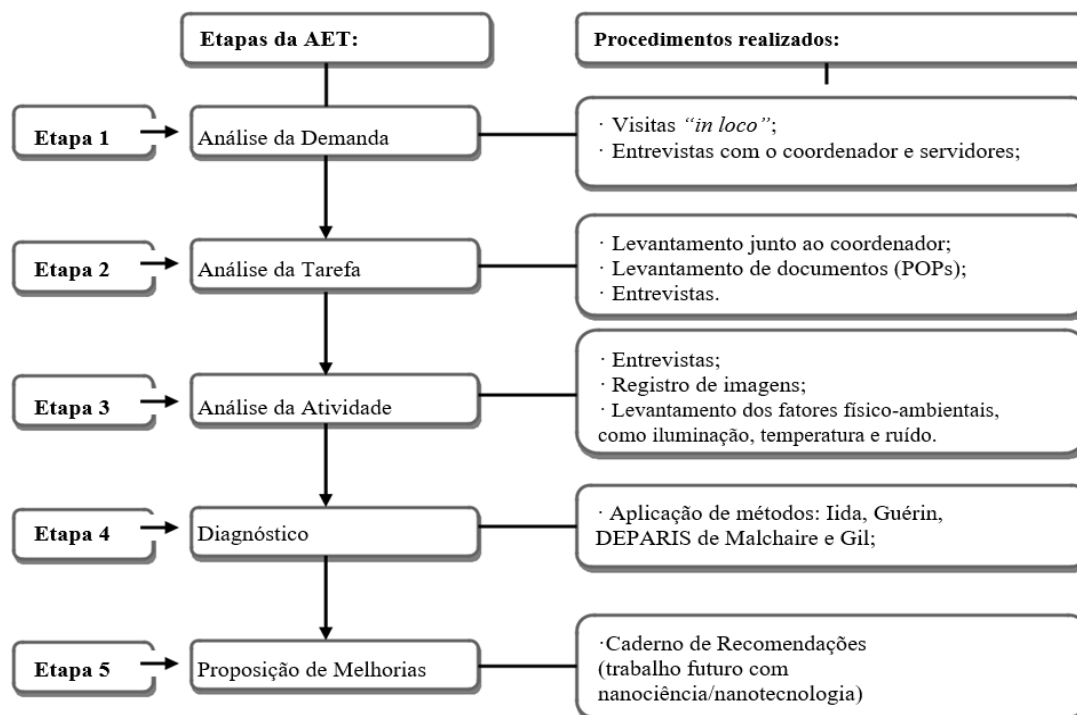 Etapas da AET:
Procedimentos realizados:
Etapa 1
Análise da Demanda
· Visitas “in loco”;
· Entrevistas com o coordenador e servidores;
Etapa 2
Análise da Tarefa
· Levantamento junto ao coordenador;
· Levantamento de documentos (POPs);
· Entrevistas.
Etapa 3
Análise da Atividade
· Entrevistas;
· Registro de imagens;
· Levantamento dos fatores físico-ambientais,
como iluminação, temperatura e ruído.
Etapa 4
Diagnóstico
· Aplicação de métodos: Iida, Guérin,
DEPARIS de Malchaire e Gil;
Etapa 5
Proposição de Melhorias
·Caderno de Recomendações
(trabalho futuro com
nanociência/nanotecnologia)